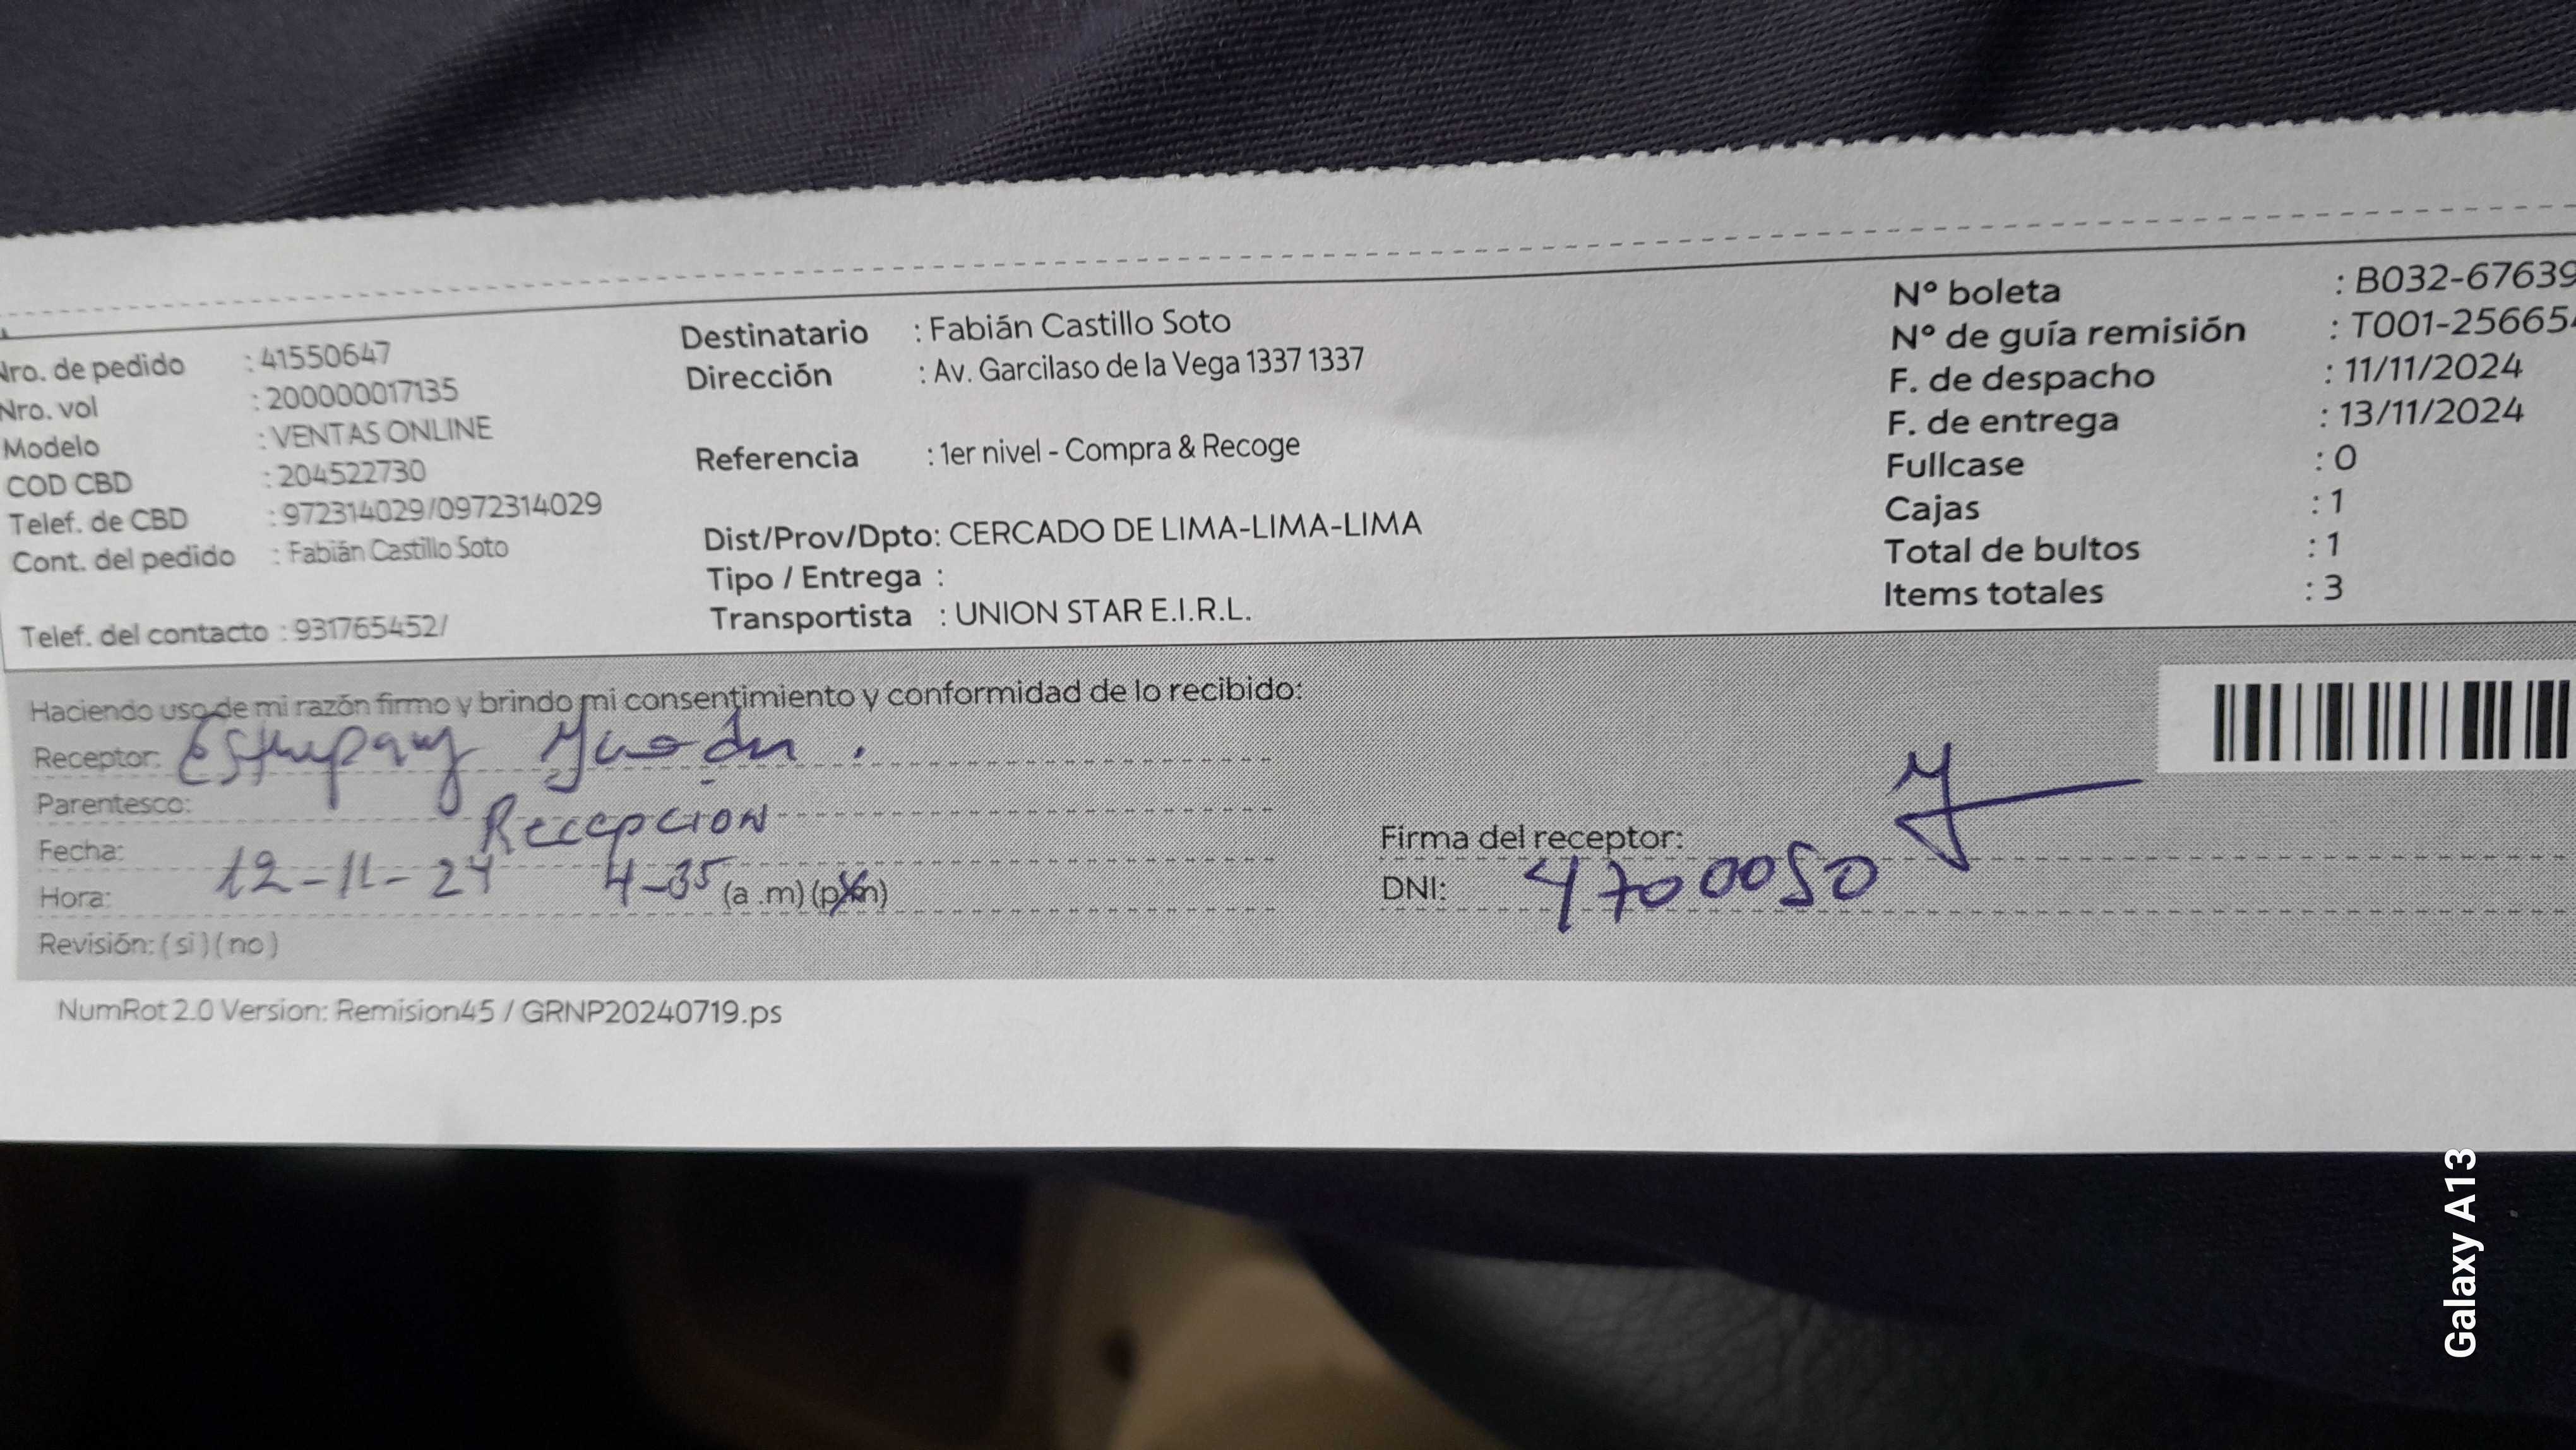 Nro. de pedido : 41550647
Nro. vol : 200000017135
Modelo : VENTAS ONLINE
COD CBD : 204522730
Telef. de CBD : 972314029/0972314029
Cont. del pedido : Fabián Castillo Soto
Telef. del contacto : 931765452/
Destinatario : Fabián Castillo Soto
Dirección : Av. Garcilaso de la Vega 1337 1337
Referencia : 1er nivel - Compra & Recoge
Dist/Prov/Dpto: CERCADO DE LIMA-LIMA-LIMA
Tipo / Entrega :
Transportista : UNION STAR E.I.R.L.
Nº boleta : B032-67639
Nº de guía remisión : T001-25665
F. de despacho : 11/11/2024
F. de entrega : 13/11/2024
Fullcase : 0
Cajas : 1
Total de bultos : 1
Items totales : 3
Haciendo uso de mi razón firmo y brindo mi consentimiento y conformidad de lo recibido:
Receptor:
Parentesco: Recepcion
Fecha: 12-11-24
Hora: 4-35 (a .m) (p.m)
Revisión: ( si ) ( no )
Firma del receptor:
DNI: 4700050
NumRot 2.0 Version: Remision45 / GRNP20240719.ps
Galaxy A13